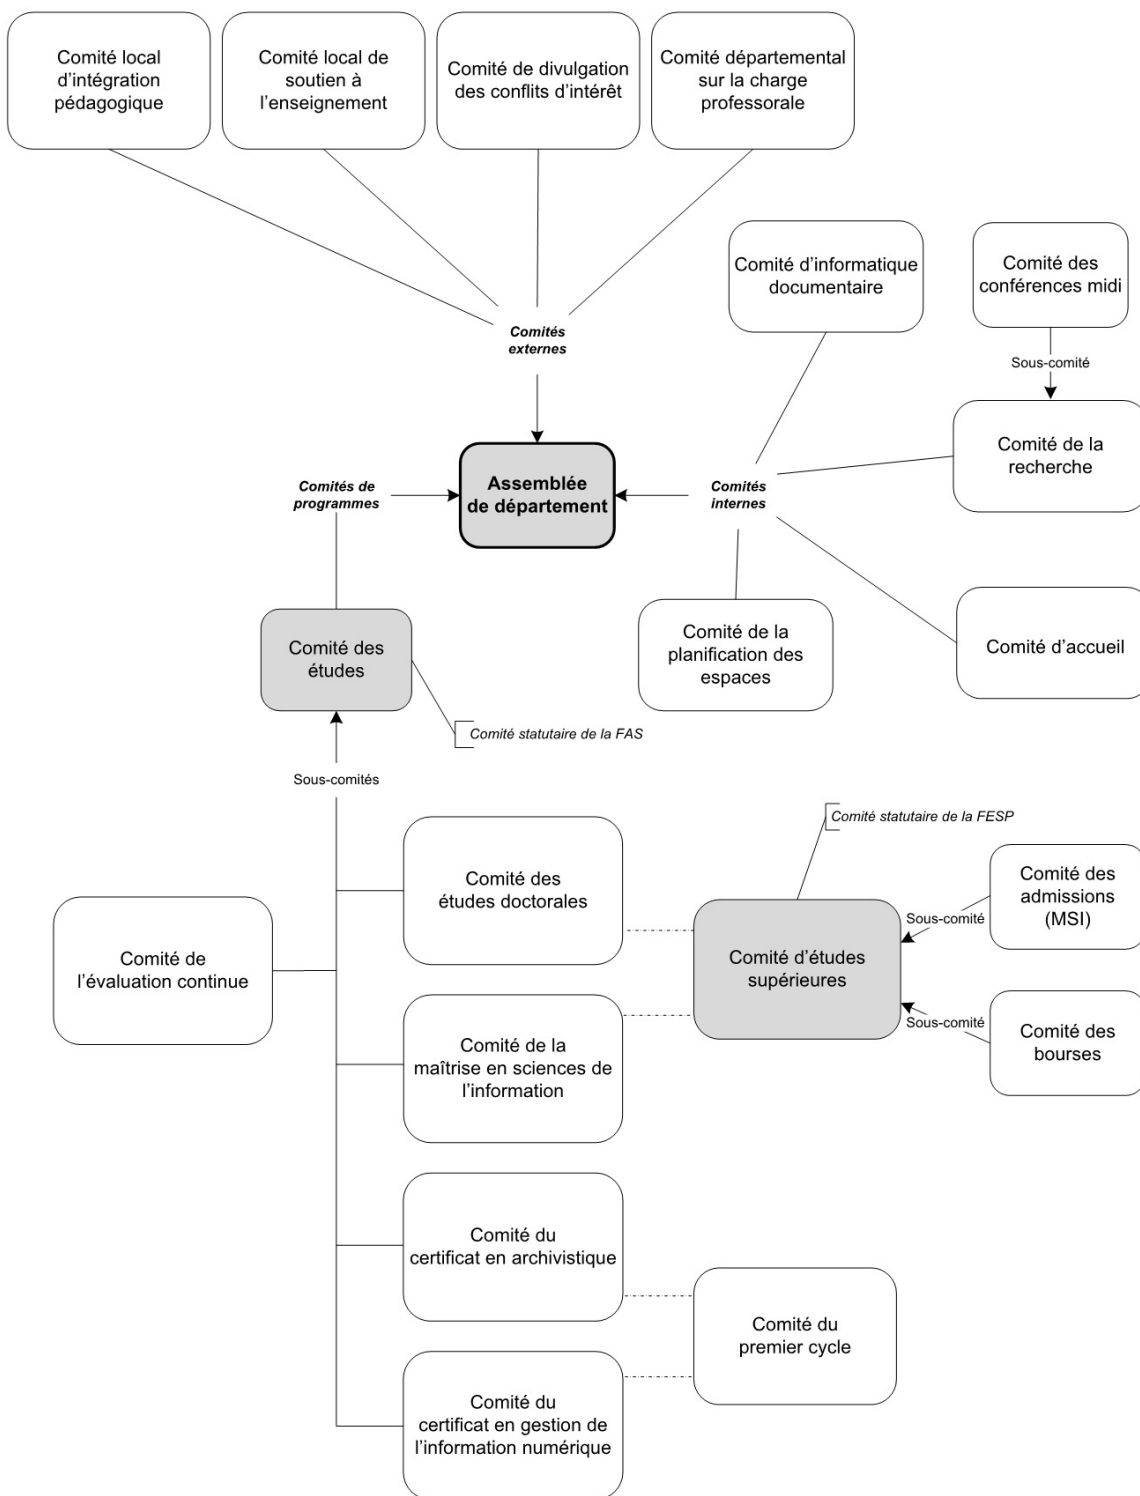 Comité local
d’intégration
pédagogique
Comité local de
soutien à
l’enseignement
Comité de divulgation
des conflits d’intérêt
Comité départemental
sur la charge
professorale
Comité d’informatique
documentaire
Comité des
conférences midi
Comités
externes
Sous-comité
Comité de la
recherche
Comités de
programmes
Assemblée
de département
Comités
internes
Comité des
études
Comité de la
planification des
espaces
Comité d’accueil
Comité statutaire de la FAS
Sous-comités
Comité statutaire de la FESP
Comité des
études doctorales
Comité des
admissions
(MSI)
Sous-comité
Comité de
l’évaluation continue
Comité d’études
supérieures
Sous-comité
Comité des
bourses
Comité de la
maîtrise en sciences de
l’information
Comité du
certificat en archivistique
Comité du
premier cycle
Comité du
certificat en gestion de
l’information numérique